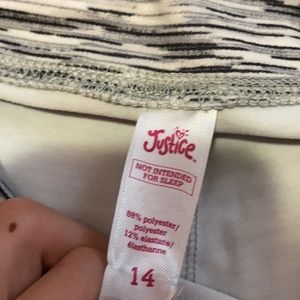 Justice
NOT INTENDED
FOR SLEEP
88% polyester/
polyester
12% elastane/
élasthanne
14